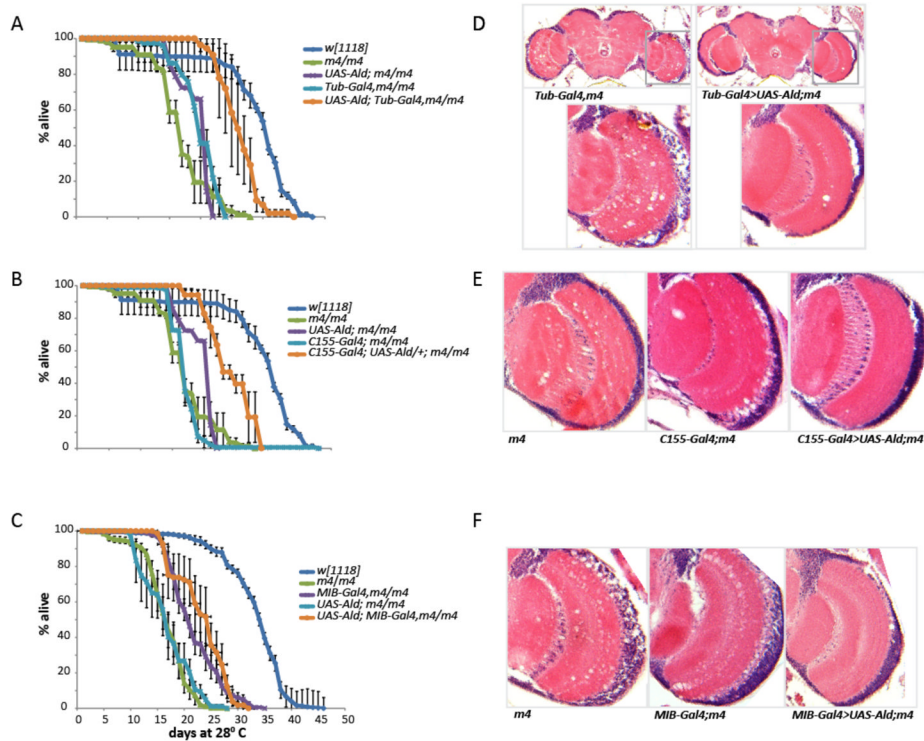 A
% alive
100
80
60
40
20
0
w[1118]
m4/m4
UAS-Ald; m4/m4
Tub-Gal4,m4/m4
UAS-Ald; Tub-Gal4,m4/m4
B
% alive
100
80
60
40
20
0
w[1118]
m4/m4
UAS-Ald; m4/m4
C155-Gal4; m4/m4
C155-Gal4; UAS-Ald/+; m4/m4
C
% alive
100
80
60
40
20
0
w[1118]
m4/m4
MIB-Gal4,m4/m4
UAS-Ald; m4/m4
UAS-Ald; MIB-Gal4,m4/m4
0 5 10 15 20 25 32 35 40 45 50
days at 28⁰ C
D
Tub-Gal4,m4
Tub-Gal4>UAS-Ald;m4
E
m4
C155-Gal4;m4
C155-Gal4>UAS-Ald;m4
F
m4
MIB-Gal4;m4
MIB-Gal4>UAS-Ald;m4